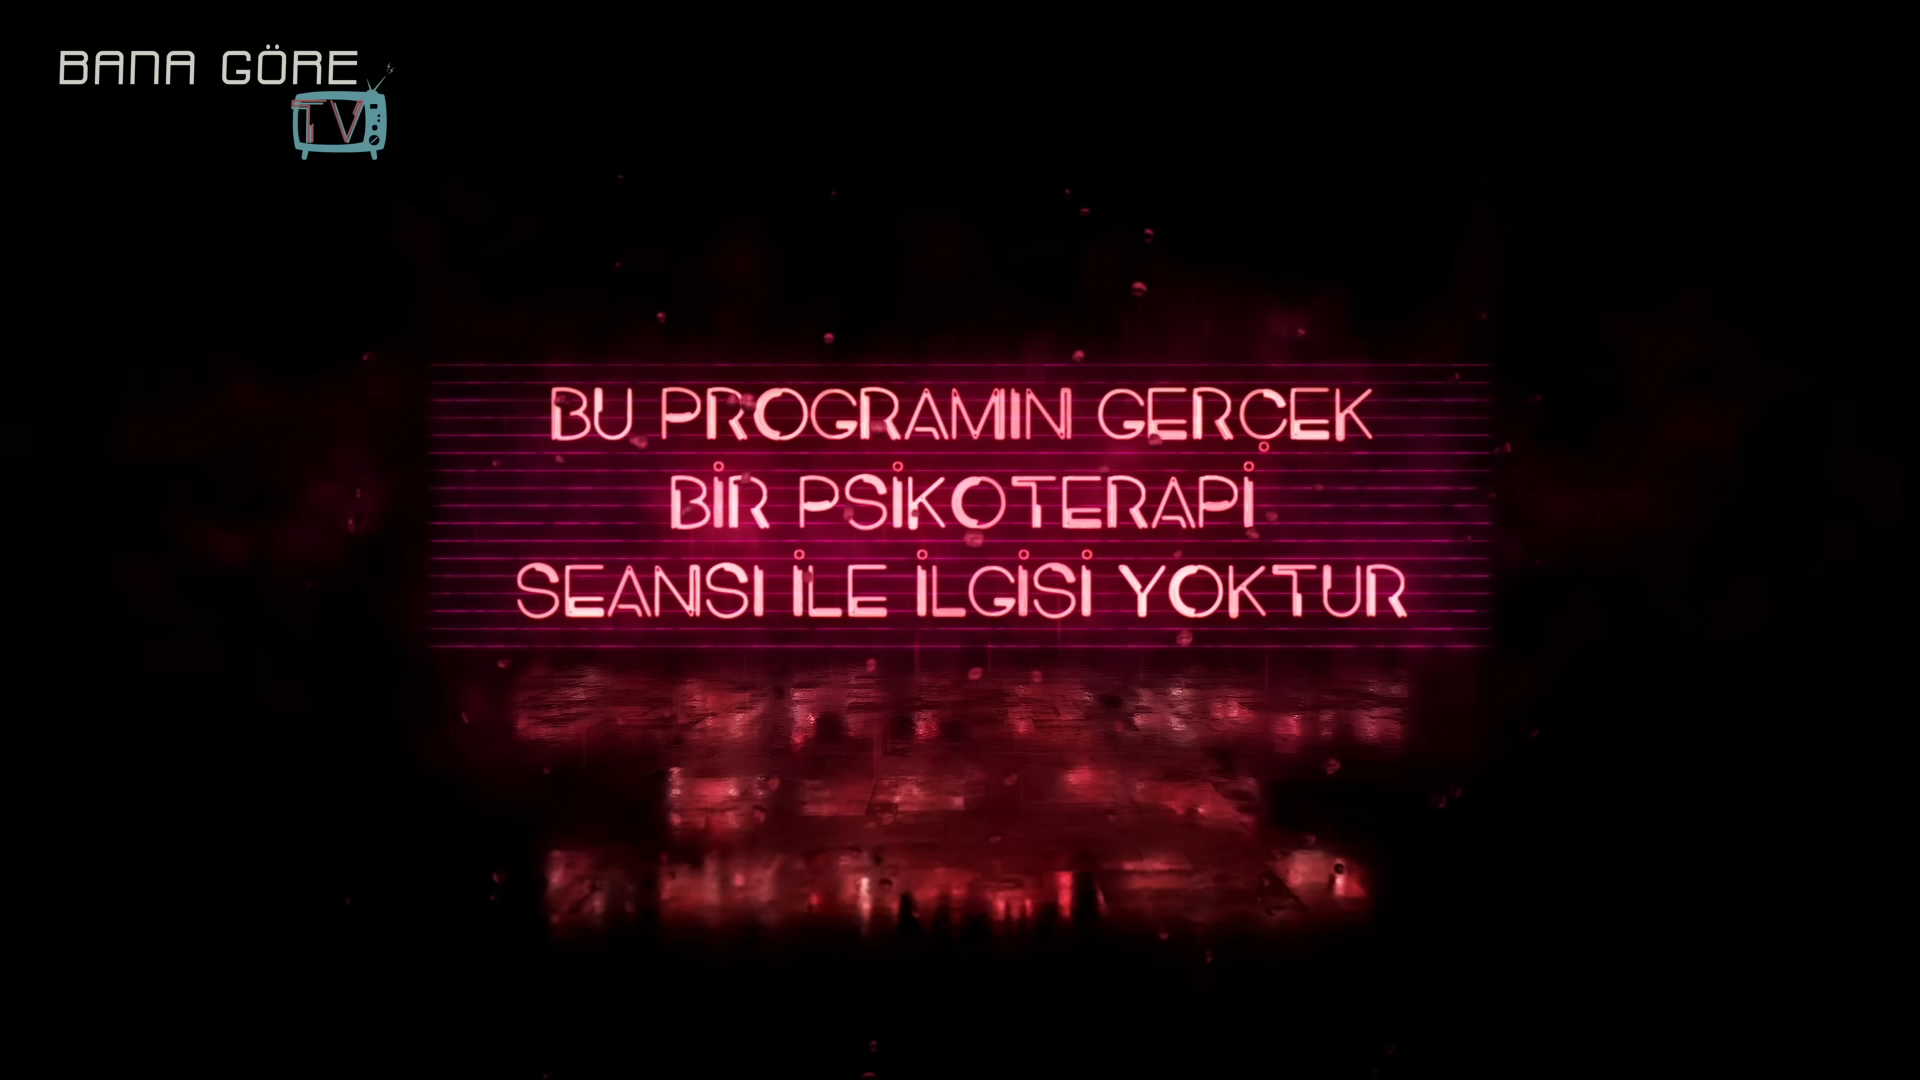 BANA GÖRE
TV
BU PROGRAMIN GERÇEK
BİR PSİKOTERAPİ
SEANSI İLE İLGİSİ YOKTUR